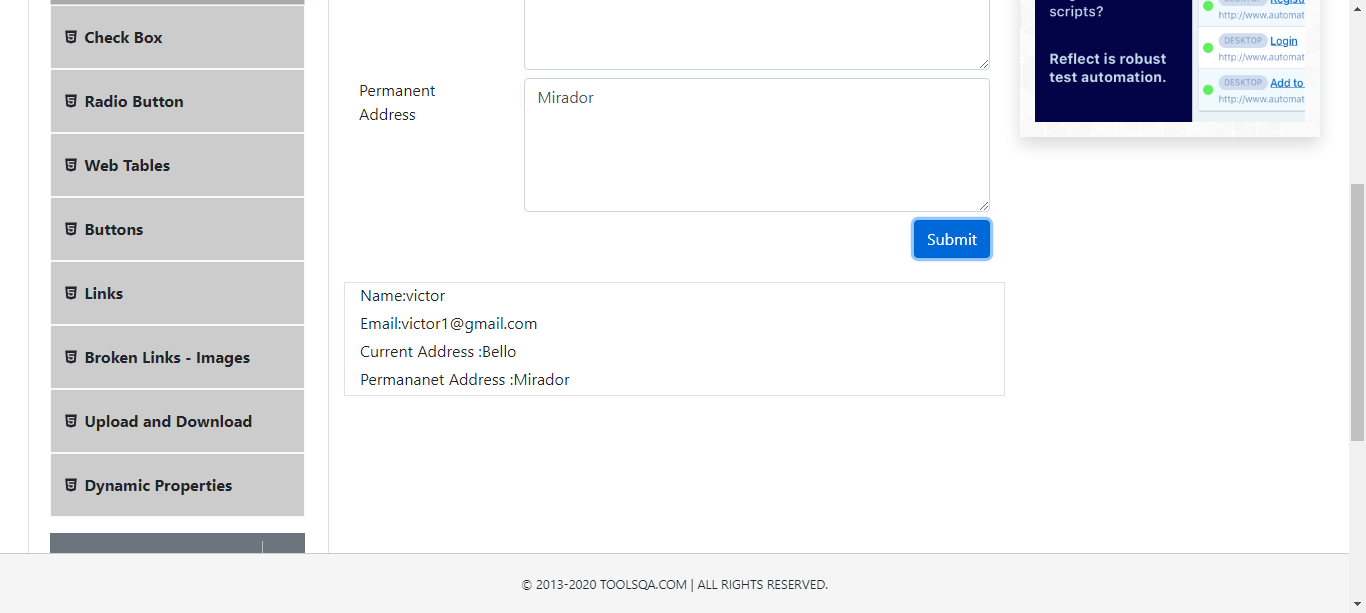 Check Box
Radio Button
Web Tables
Buttons
Links
Broken Links - Images
Upload and Download
Dynamic Properties
Permanent
Address
Mirador
Submit
Name:victor
Email:victor1@gmail.com
Current Address :Bello
Permananet Address :Mirador
scripts?
Reflect is robust
test automation.
http://www.automat
DESKTOP Login
http://www.automat
DESKTOP Add to
http://www.automat
© 2013-2020 TOOLSQA.COM | ALL RIGHTS RESERVED.